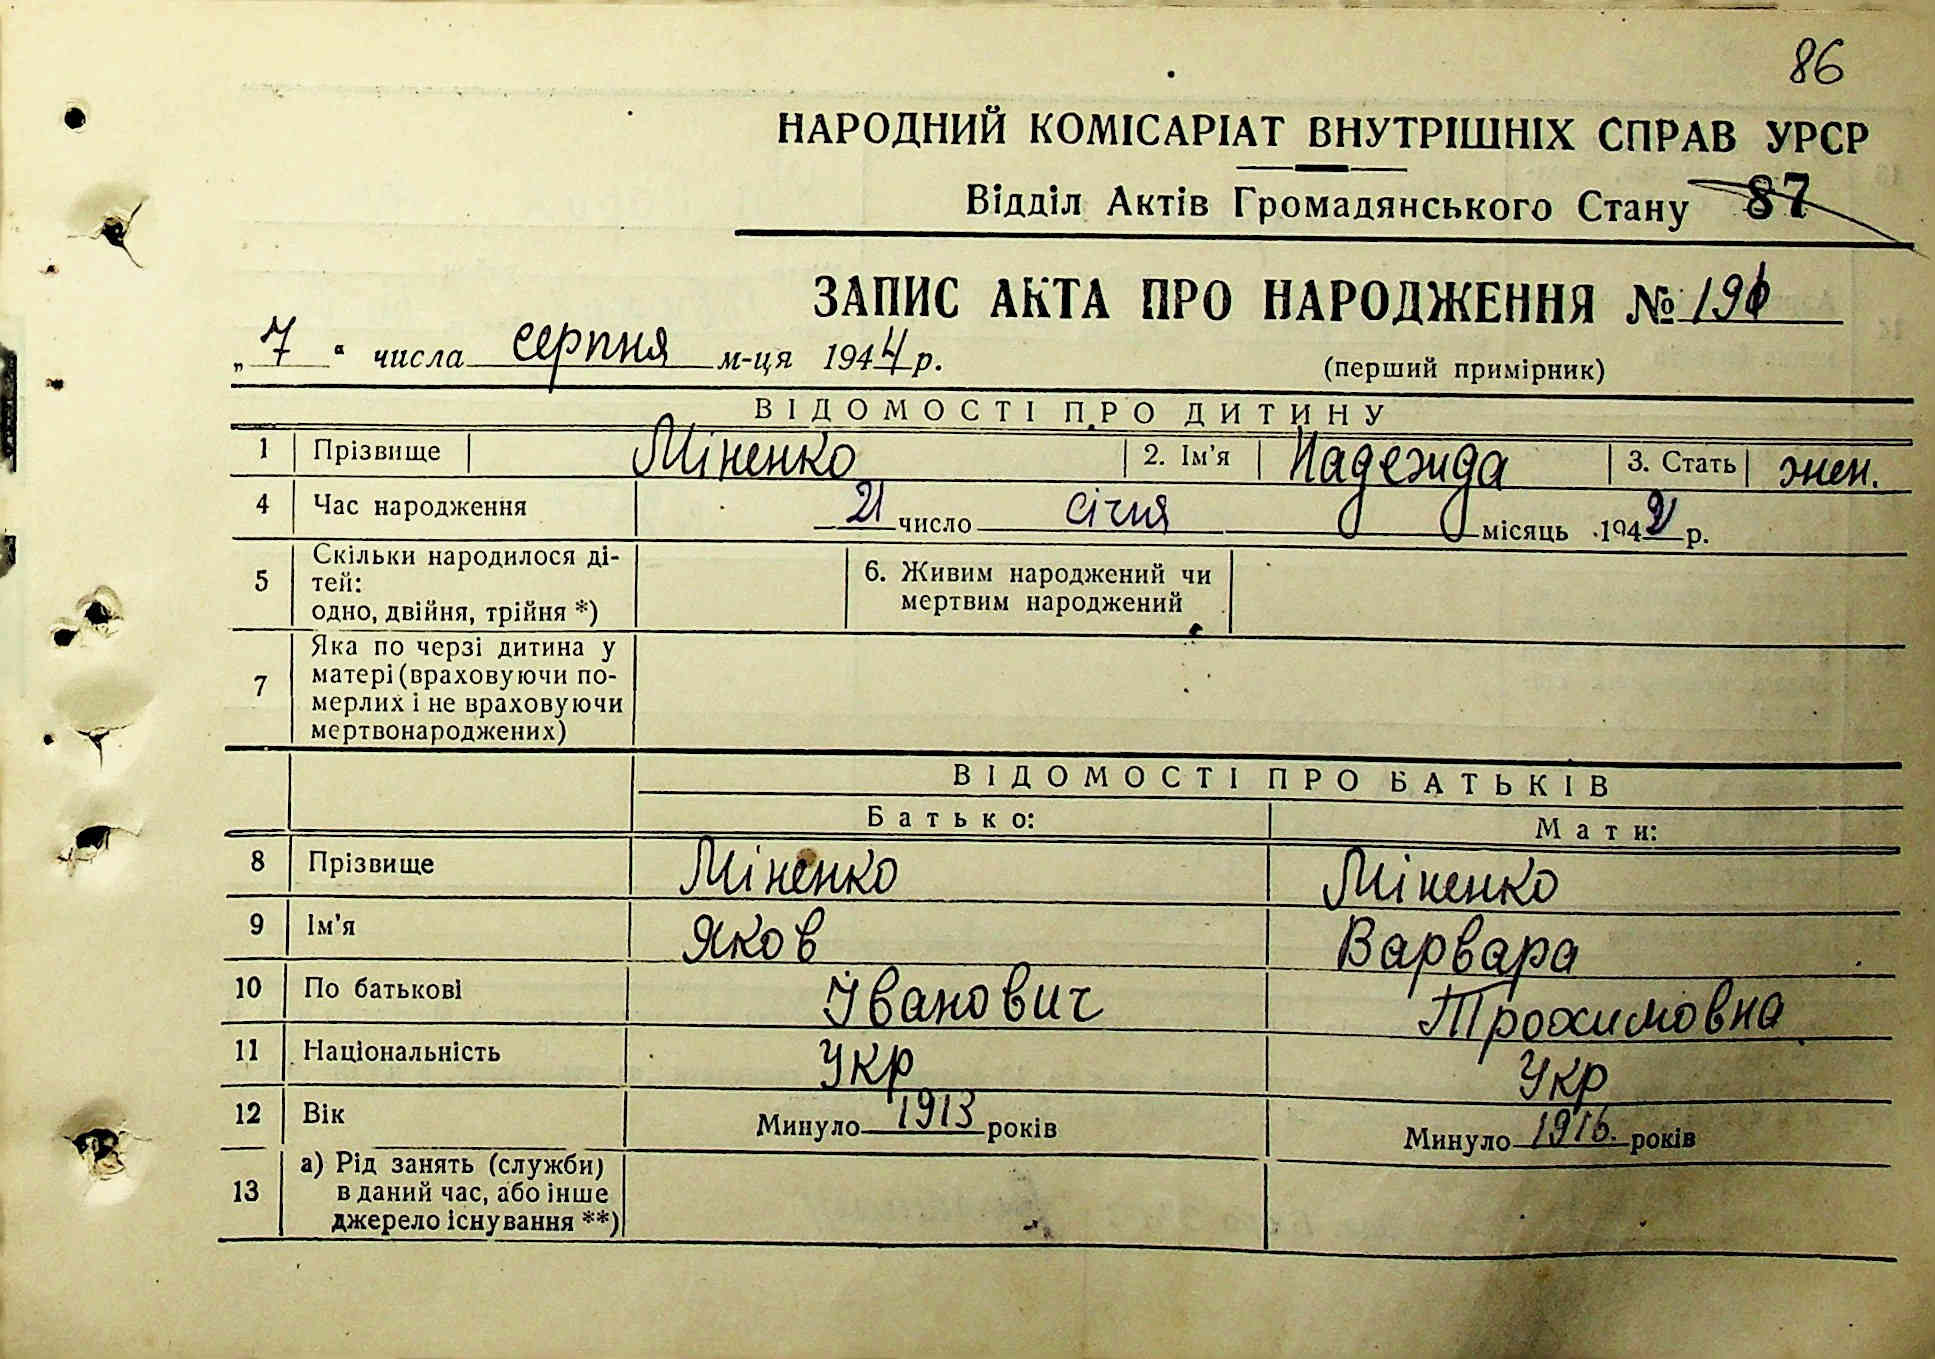 86
НАРОДНИЙ КОМІСАРІАТ ВНУТРІШНІХ СПРАВ УРСР
Відділ Актів Громадянського Стану 87
ЗАПИС АКТА ПРО НАРОДЖЕННЯ № 191
„7“ числа серпня м-ця 1944 р.
(перший примірник)
ВІДОМОСТІ ПРО ДИТИНУ
1 Прізвище Міненко 2. Ім'я Надежда 3. Стать жен.
4 Час народження 21 число січня місяць 1942 р.
5 Скільки народилося ді-
тей:
одно, двійня, трійня *)
6. Живим народжений чи
мертвим народжений
7 Яка по черзі дитина у
матері (враховуючи по-
мерлих і не враховуючи
мертвонароджених)
ВІДОМОСТІ ПРО БАТЬКІВ
Батько: Мати:
8 Прізвище Міненко Міненко
9 Ім'я Яков Варвара
10 По батькові Іванович Трохимовна
11 Національність Укр Укр
12 Вік Минуло 1913 років Минуло 1916. років
13 а) Рід занять (служби)
в даний час, або інше
джерело існування **)